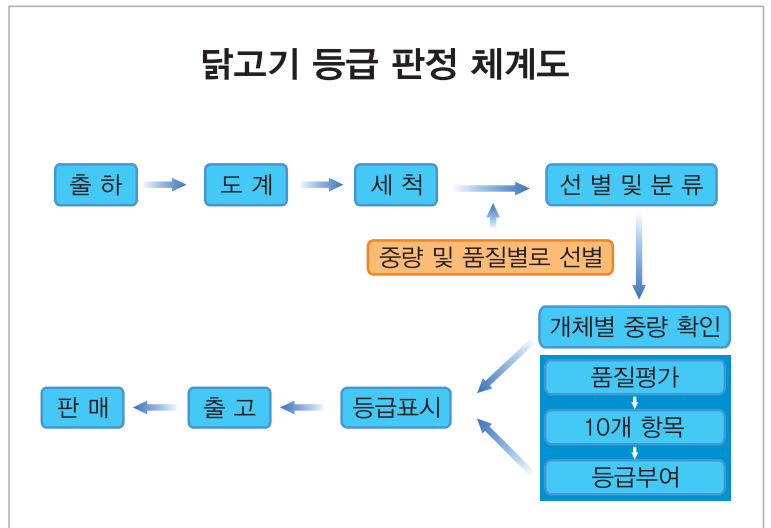 닭고기 등급 판정 체계도
출 하
도 계
세 척
선 별 및 분 류
중량 및 품질별로 선별
개체별 중량 확인
품질평가
10개 항목
등급부여
등급표시
출 고
판 매